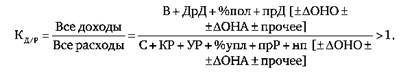 К_Д/Р = Все доходы / Все расходы = В + ДрД + %пол + прД [±ΔОНО ±
±ΔОНА ± прочее] / С + КР + УР + %упл + прР + нп [±ΔОНО ±
±ΔОНА ± прочее] > 1.